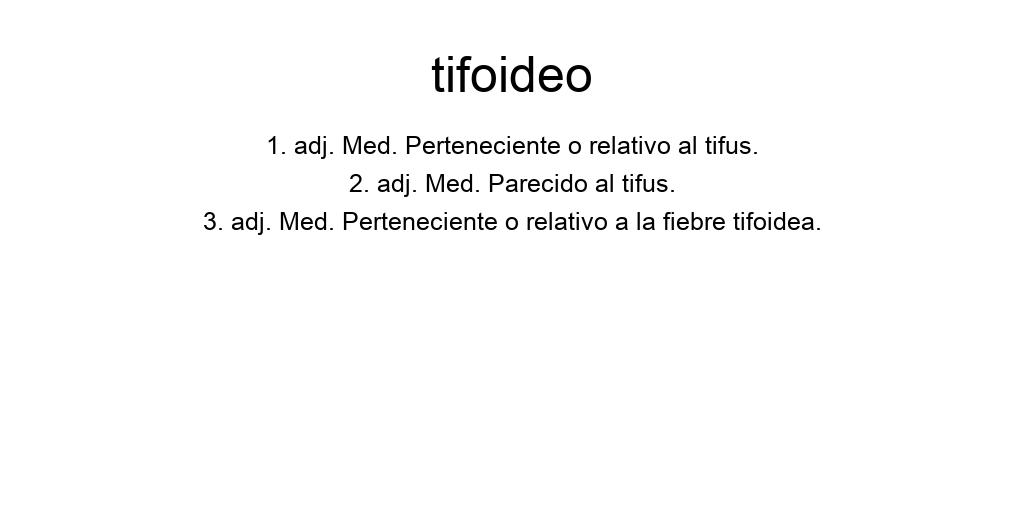 tifoideo
1. adj. Med. Perteneciente o relativo al tifus.
2. adj. Med. Parecido al tifus.
3. adj. Med. Perteneciente o relativo a la fiebre tifoidea.